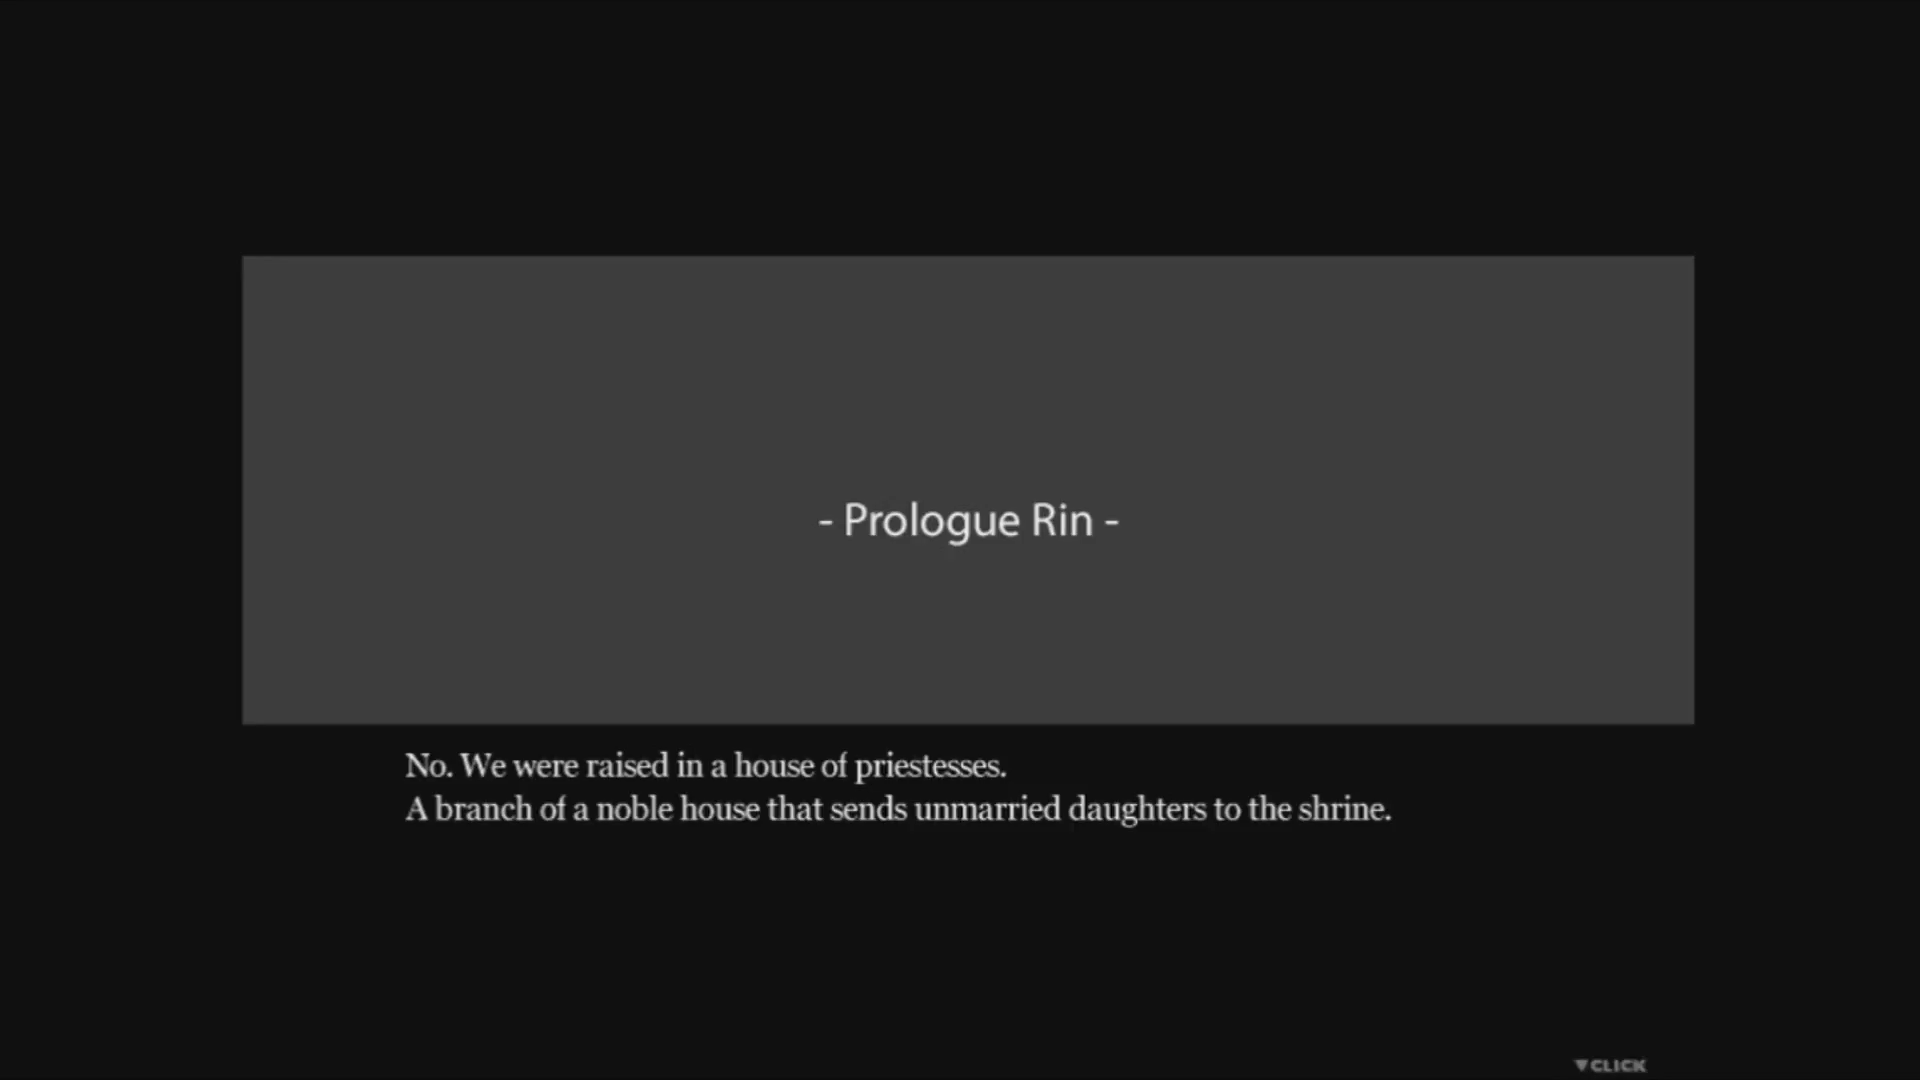 - Prologue Rin -
No. We were raised in a house of priestesses.
A branch of a noble house that sends unmarried daughters to the shrine.
▼CLICK